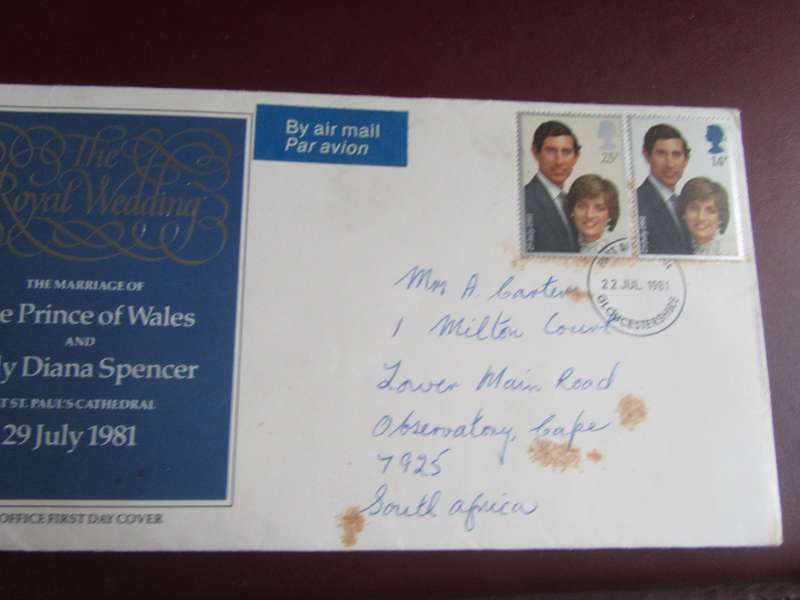 The
Royal Wedding
THE MARRIAGE OF
e Prince of Wales
AND
y Diana Spencer
T ST. PAUL'S CATHEDRAL
29 July 1981
OFFICE FIRST DAY COVER
By air mail
Par avion
25p
14p
22 JUL 1981
GLOUCESTERSHIRE
Mrs A. Carters
1 Milton Court
Lower Main Road
Observatory, Cape
7925
South Africa